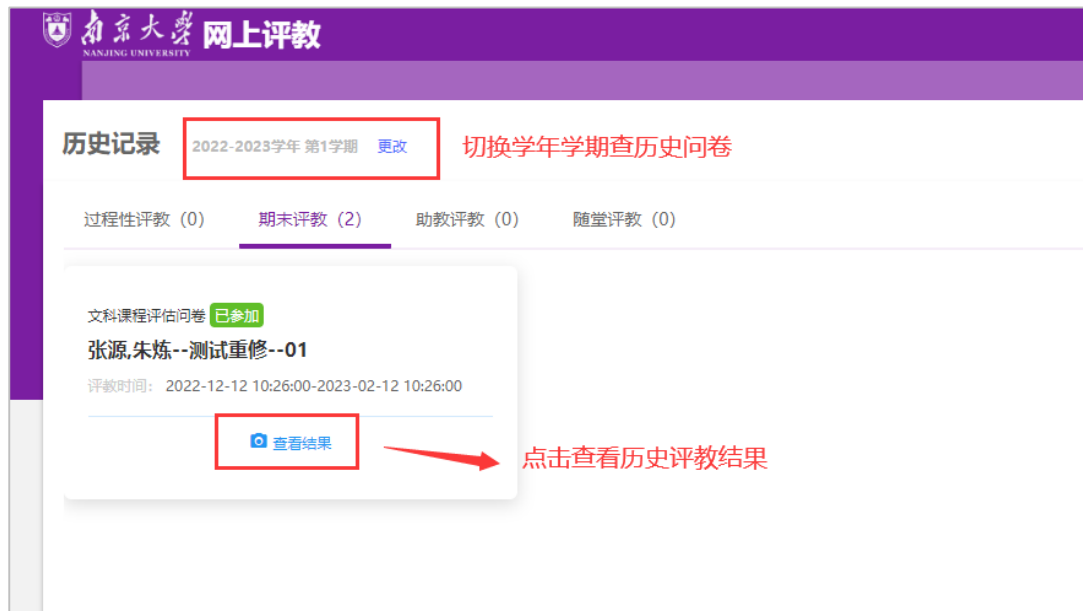 南京大学 网上评教
NANJING UNIVERSITY
历史记录 2022-2023学年 第1学期 更改 切换学年学期查历史问卷
过程性评教（0） 期末评教（2） 助教评教（0） 随堂评教（0）
文科课程评估问卷 已参加
张源,朱炼--测试重修--01
评教时间： 2022-12-12 10:26:00-2023-02-12 10:26:00
查看结果
点击查看历史评教结果